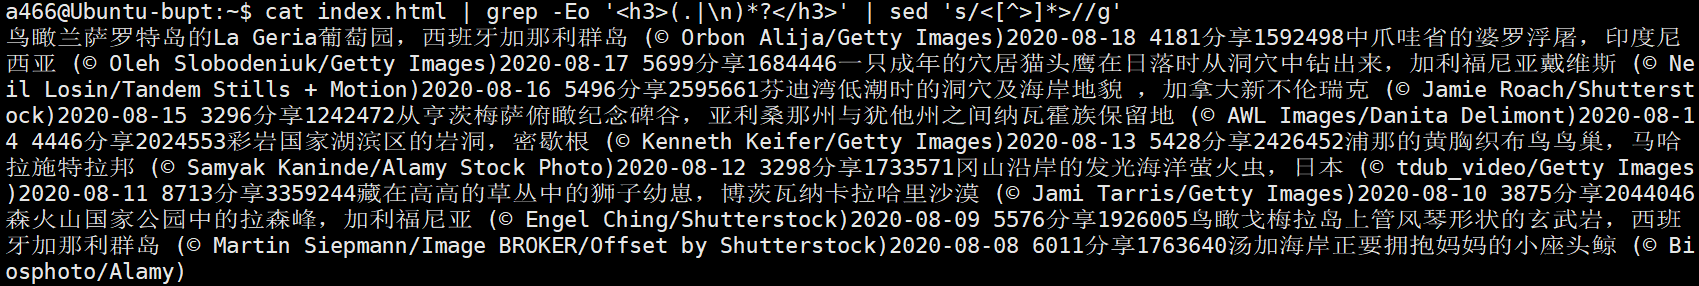 a466@Ubuntu-bupt:~$ cat index.html | grep -Eo '<h3>(.|\n)*?</h3>' | sed 's/<[^>]*>//g'
鸟瞰兰萨罗特岛的La Geria葡萄园，西班牙加那利群岛 (© Orbon Alija/Getty Images)2020-08-18 4181分享1592498中爪哇省的婆罗浮屠，印度尼
西亚 (© Oleh Slobodeniuk/Getty Images)2020-08-17 5699分享1684446一只成年的穴居猫头鹰在日落时从洞穴中钻出来，加利福尼亚戴维斯 (© Ne
il Losin/Tandem Stills + Motion)2020-08-16 5496分享2595661芬迪湾低潮时的洞穴及海岸地貌 ，加拿大新不伦瑞克 (© Jamie Roach/Shutterst
ock)2020-08-15 3296分享1242472从亨茨梅萨俯瞰纪念碑谷，亚利桑那州与犹他州之间纳瓦霍族保留地 (© AWL Images/Danita Delimont)2020-08-1
4 4446分享2024553彩岩国家湖滨区的岩洞，密歇根 (© Kenneth Keifer/Getty Images)2020-08-13 5428分享2426452浦那的黄胸织布鸟鸟巢，马哈
拉施特拉邦 (© Samyak Kaninde/Alamy Stock Photo)2020-08-12 3298分享1733571冈山沿岸的发光海洋萤火虫，日本 (© tdub_video/Getty Images
)2020-08-11 8713分享3359244藏在高高的草丛中的狮子幼崽，博茨瓦纳卡拉哈里沙漠 (© Jami Tarris/Getty Images)2020-08-10 3875分享2044046
森火山国家公园中的拉森峰，加利福尼亚 (© Engel Ching/Shutterstock)2020-08-09 5576分享1926005鸟瞰戈梅拉岛上管风琴形状的玄武岩，西班
牙加那利群岛 (© Martin Siepmann/Image BROKER/Offset by Shutterstock)2020-08-08 6011分享1763640汤加海岸正要拥抱妈妈的小座头鲸 (© Bi
osphoto/Alamy)